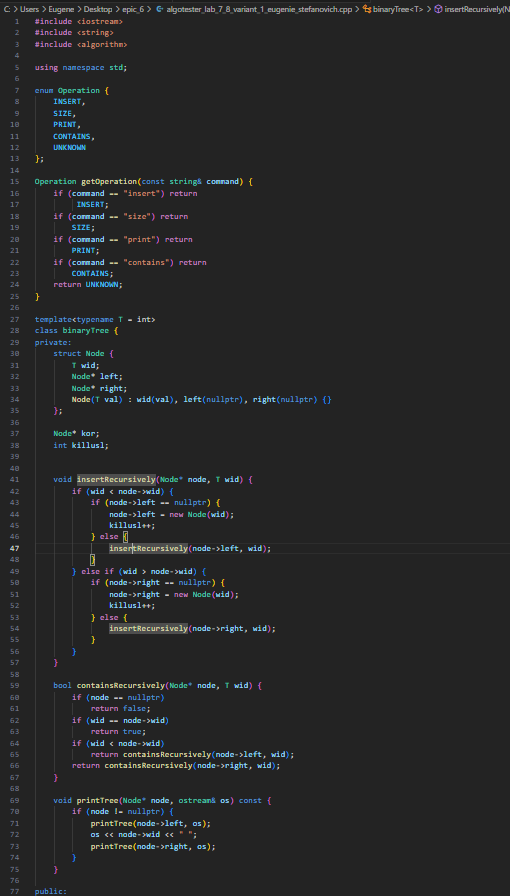 C: > Users > Eugene > Desktop > epic_6 > algotester_lab_7_8_variant_1_eugenie_stefanovich.cpp > binaryTree<T> > insertRecursively(N
1 #include <iostream>
2 #include <string>
3 #include <algorithm>
4
5 using namespace std;
6
7 enum Operation {
8     INSERT,
9     SIZE,
10     PRINT,
11     CONTAINS,
12     UNKNOWN
13 };
14
15 Operation getOperation(const string& command) {
16     if (command == "insert") return
17          INSERT;
18     if (command == "size") return
19         SIZE;
20     if (command == "print") return
21         PRINT;
22     if (command == "contains") return
23         CONTAINS;
24     return UNKNOWN;
25 }
26
27 template<typename T = int>
28 class binaryTree {
29 private:
30     struct Node {
31         T wid;
32         Node* left;
33         Node* right;
34         Node(T val) : wid(val), left(nullptr), right(nullptr) {}
35     };
36
37     Node* kor;
38     int killusl;
39
40
41     void insertRecursively(Node* node, T wid) {
42         if (wid < node->wid) {
43             if (node->left == nullptr) {
44                 node->left = new Node(wid);
45                 killusl++;
46             } else {
47                 insertRecursively(node->left, wid);
48             }
49         } else if (wid > node->wid) {
50             if (node->right == nullptr) {
51                 node->right = new Node(wid);
52                 killusl++;
53             } else {
54                 insertRecursively(node->right, wid);
55             }
56         }
57     }
58
59     bool containsRecursively(Node* node, T wid) {
60         if (node == nullptr)
61             return false;
62         if (wid == node->wid)
63             return true;
64         if (wid < node->wid)
65             return containsRecursively(node->left, wid);
66         return containsRecursively(node->right, wid);
67     }
68
69     void printTree(Node* node, ostream& os) const {
70         if (node != nullptr) {
71             printTree(node->left, os);
72             os << node->wid << " ";
73             printTree(node->right, os);
74         }
75     }
76
77 public: